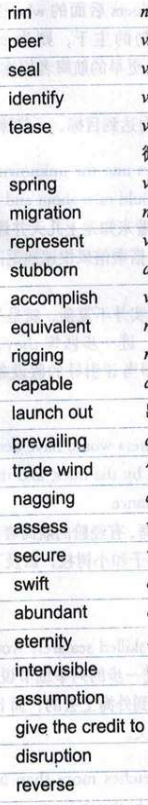 rim n
peer v
seal v
identify v
tease v
spring v
migration n
represent v
stubborn a
accomplish v
equivalent n
rigging n
capable a
launch out
prevailing a
trade wind
nagging a
assess
secure
swift
abundant
eternity
intervisible
assumption
give the credit to
disruption
reverse